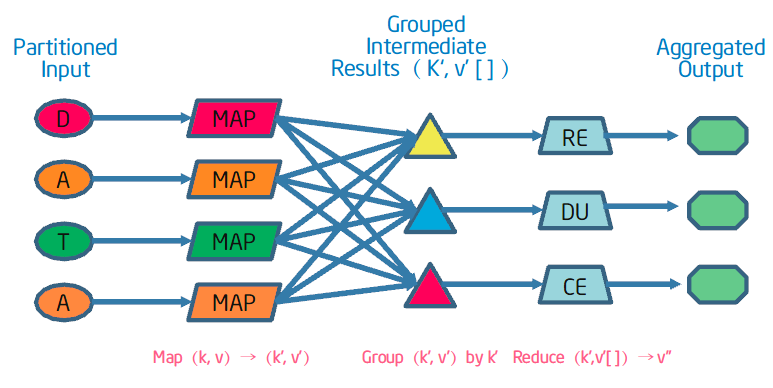 Partitioned
Input
Grouped
Intermediate
Results ( K‘, v’ [ ] )
Aggregated
Output
D
MAP
RE
A
MAP
T
MAP
DU
A
MAP
CE
Map (k, v) → (k’, v’)
Group (k’, v’) by k’
Reduce (k’,v’[ ]) → v”